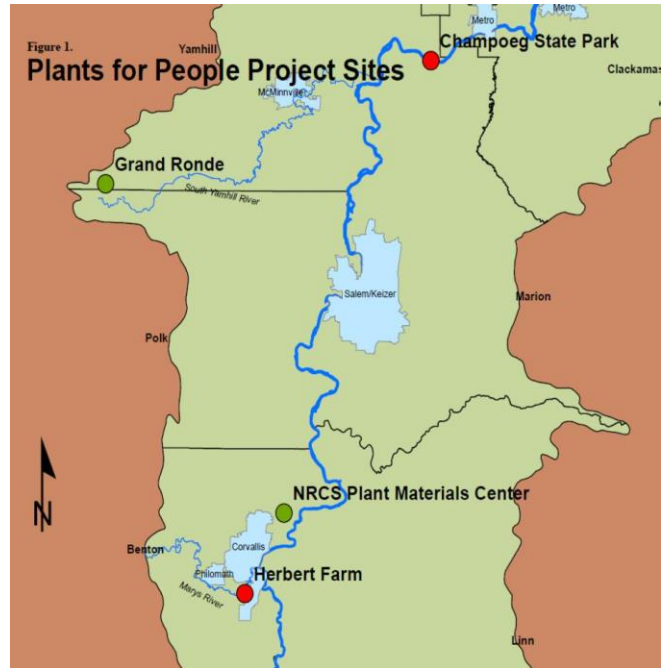 Figure 1.
Plants for People Project Sites
Yamhill
Metro
Metro
Champoeg State Park
Clackamas
McMinnville
Grand Ronde
South Yamhill River
Salem/Keizer
Marion
Polk
N
NRCS Plant Materials Center
Benton
Corvallis
Philomath
Herbert Farm
Marys River
Linn